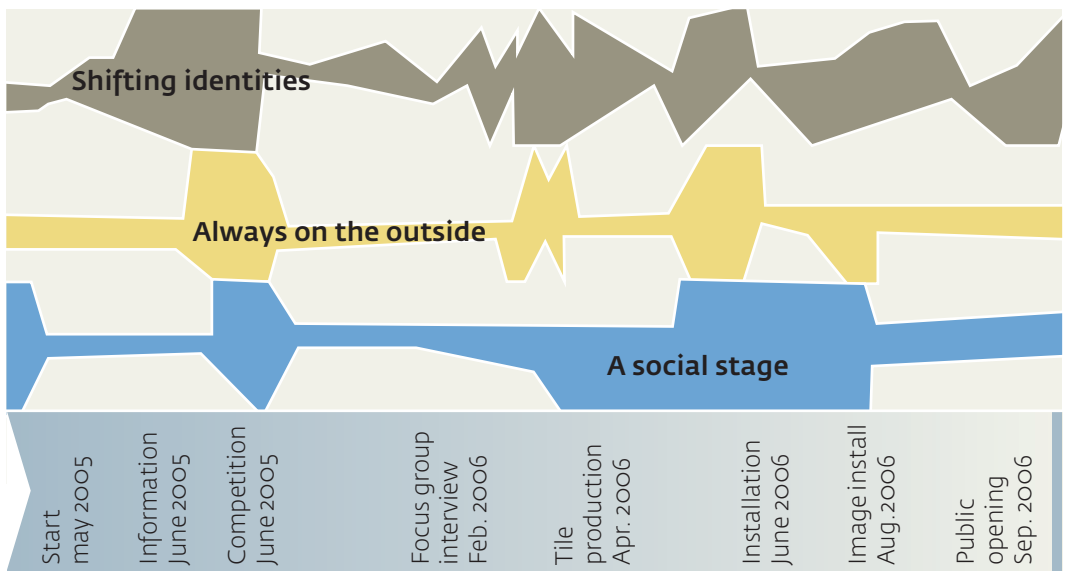 Shifting identities
Always on the outside
A social stage
Start
may 2005
Information
June 2005
Competition
June 2005
Focus group
interview
Feb. 2006
Tile
production
Apr. 2006
Installation
June 2006
Image install
Aug.2006
Public
opening
Sep. 2006